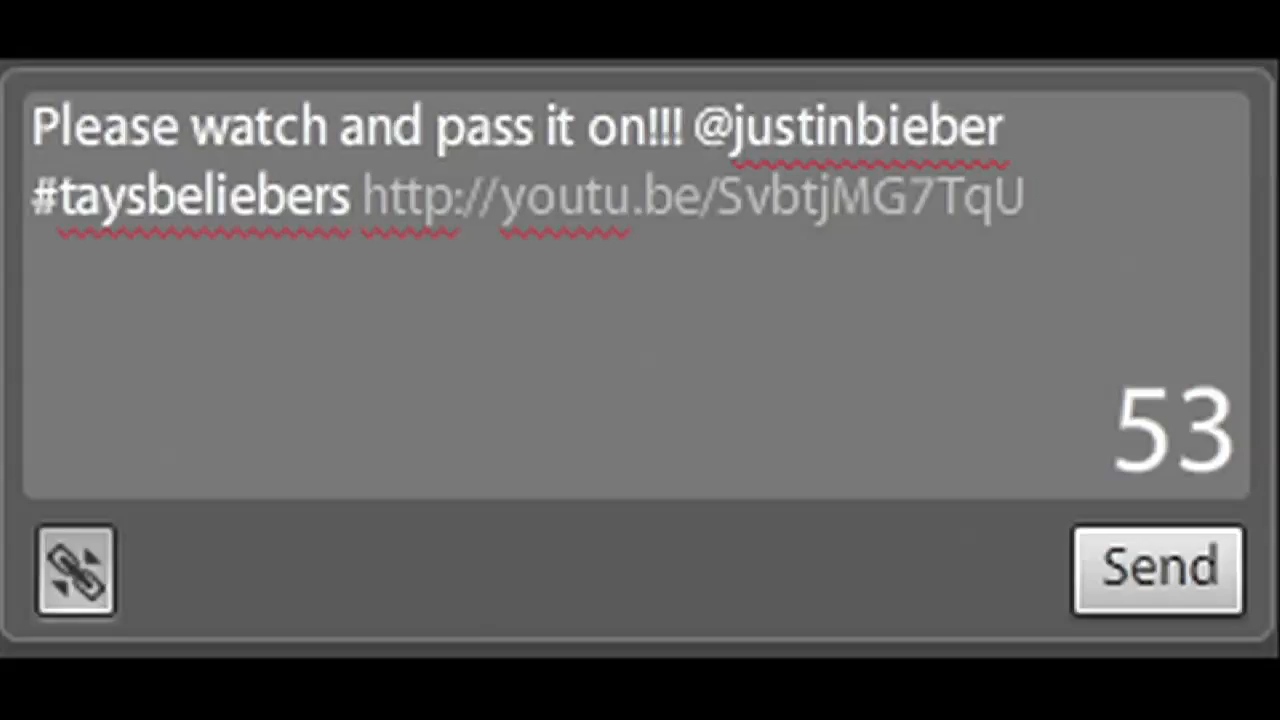 Please watch and pass it on!!! @justinbieber
#taysbeliebers http://youtu.be/SvbtjMG7TqU
53
Send